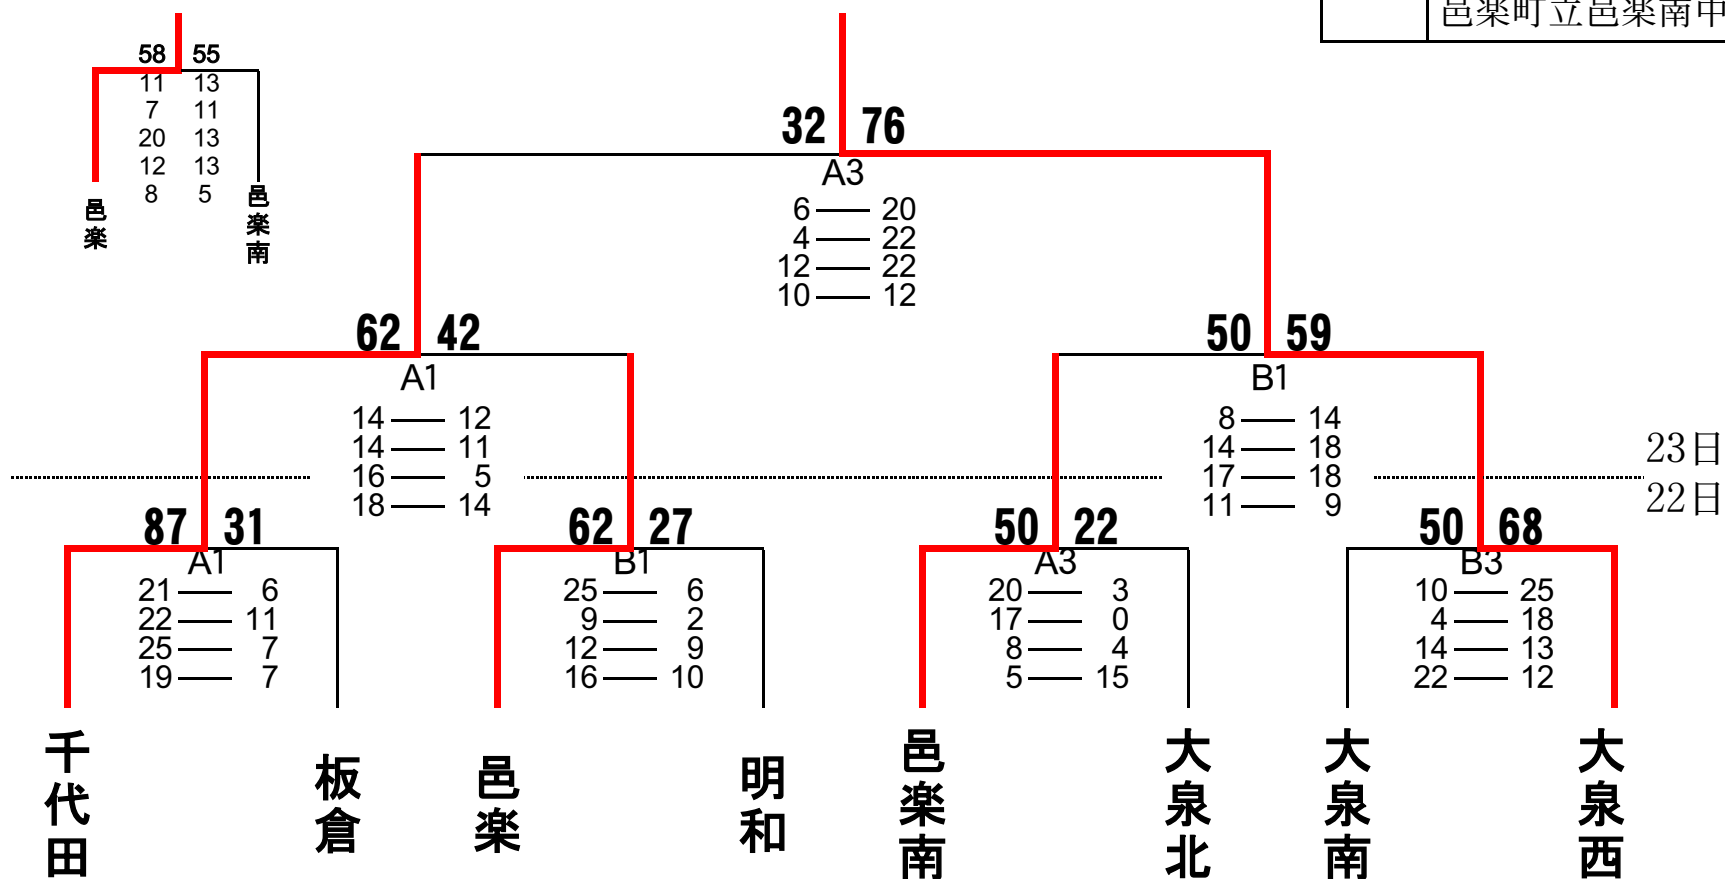 邑楽町立邑楽南中
58 55
11 13
7 11
20 13
12 13
8 5
邑楽
邑楽南
32 76
A3
6 20
4 22
12 22
10 12
62 42
A1
14 12
14 11
16 5
18 14
50 59
B1
8 14
14 18
17 18
11 9
23日
22日
87 31
A1
21 6
22 11
25 7
19 7
62 27
B1
25 6
9 2
12 9
16 10
50 22
A3
20 3
17 0
8 4
5 15
50 68
B3
10 25
4 18
14 13
22 12
千代田
板倉
邑楽
明和
邑楽南
大泉北
大泉南
大泉西